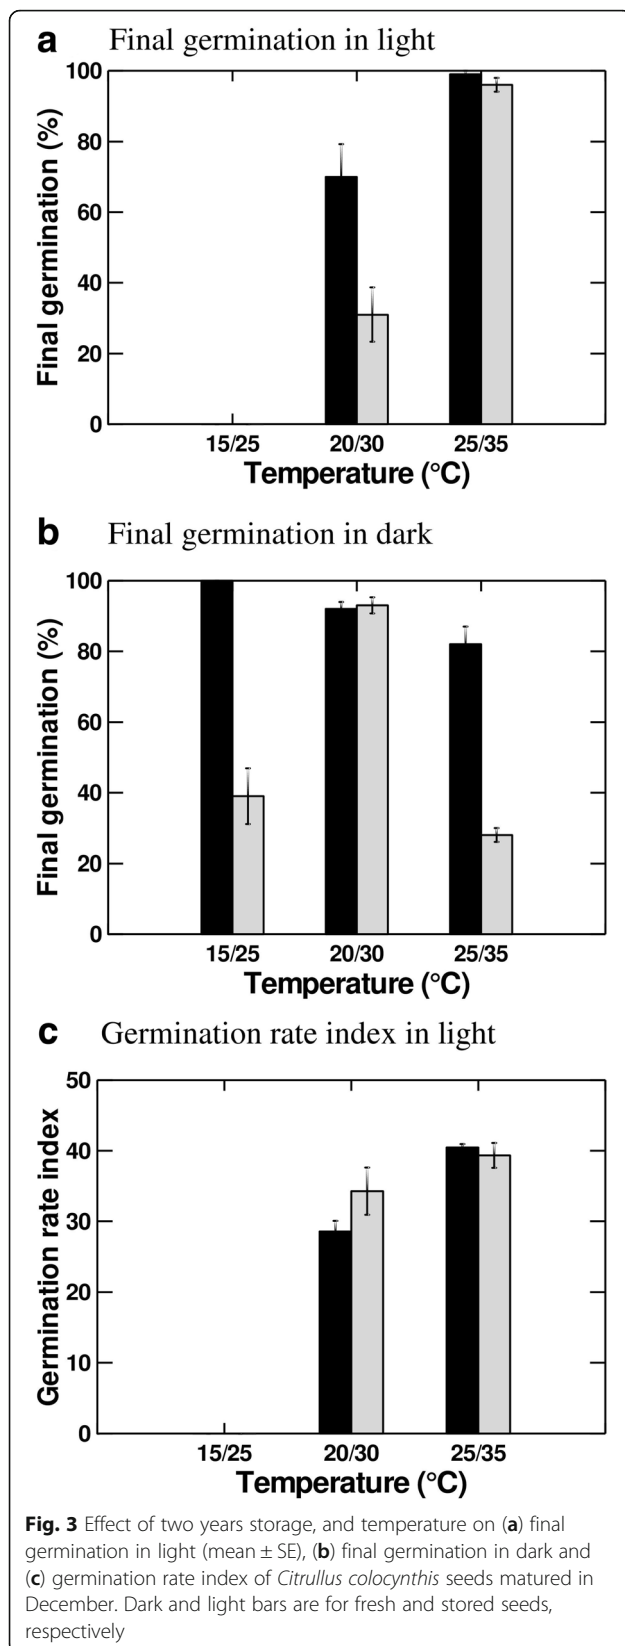 a Final germination in light
100
80
60
40
20
0
Final germination (%)
15/25 20/30 25/35
Temperature (°C)
b Final germination in dark
100
80
60
40
20
0
Final germination (%)
15/25 20/30 25/35
Temperature (°C)
c Germination rate index in light
50
40
30
20
10
0
Germination rate index
15/25 20/30 25/35
Temperature (°C)
Fig. 3 Effect of two years storage, and temperature on (a) final
germination in light (mean ± SE), (b) final germination in dark and
(c) germination rate index of Citrullus colocynthis seeds matured in
December. Dark and light bars are for fresh and stored seeds,
respectively